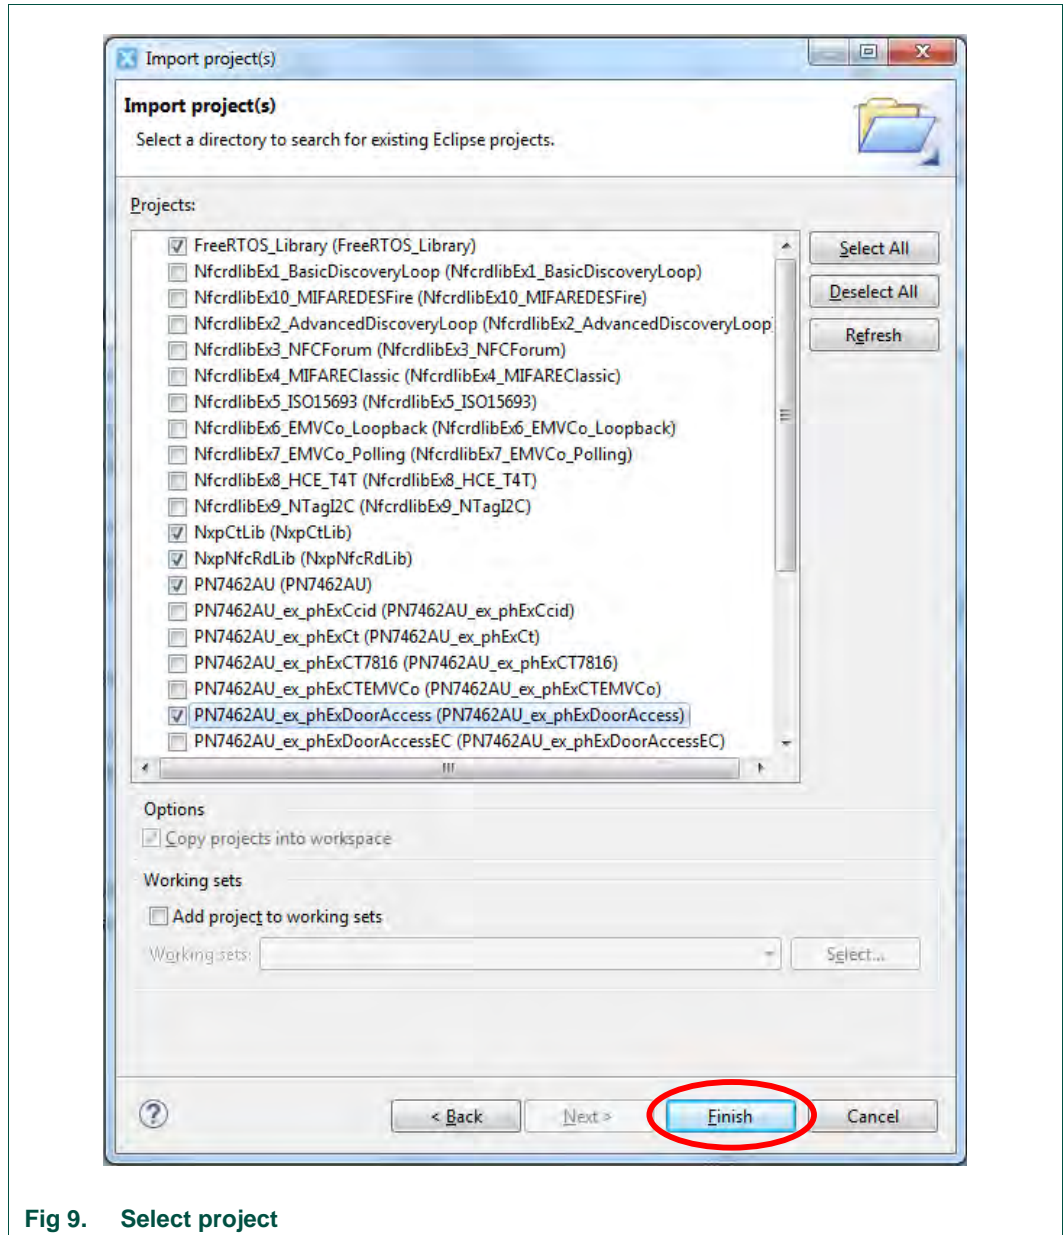 Import project(s)
Import project(s)
Select a directory to search for existing Eclipse projects.
Projects:
FreeRTOS_Library (FreeRTOS_Library)
NfcrdlibEx1_BasicDiscoveryLoop (NfcrdlibEx1_BasicDiscoveryLoop)
NfcrdlibEx10_MIFAREDESFire (NfcrdlibEx10_MIFAREDESFire)
NfcrdlibEx2_AdvancedDiscoveryLoop (NfcrdlibEx2_AdvancedDiscoveryLoop
NfcrdlibEx3_NFCForum (NfcrdlibEx3_NFCForum)
NfcrdlibEx4_MIFAREClassic (NfcrdlibEx4_MIFAREClassic)
NfcrdlibEx5_ISO15693 (NfcrdlibEx5_ISO15693)
NfcrdlibEx6_EMVCo_Loopback (NfcrdlibEx6_EMVCo_Loopback)
NfcrdlibEx7_EMVCo_Polling (NfcrdlibEx7_EMVCo_Polling)
NfcrdlibEx8_HCE_T4T (NfcrdlibEx8_HCE_T4T)
NfcrdlibEx9_NTagI2C (NfcrdlibEx9_NTagI2C)
NxpCtLib (NxpCtLib)
NxpNfcRdLib (NxpNfcRdLib)
PN7462AU (PN7462AU)
PN7462AU_ex_phExCcid (PN7462AU_ex_phExCcid)
PN7462AU_ex_phExCt (PN7462AU_ex_phExCt)
PN7462AU_ex_phExCT7816 (PN7462AU_ex_phExCT7816)
PN7462AU_ex_phExCTEMVCo (PN7462AU_ex_phExCTEMVCo)
PN7462AU_ex_phExDoorAccess (PN7462AU_ex_phExDoorAccess)
PN7462AU_ex_phExDoorAccessEC (PN7462AU_ex_phExDoorAccessEC)
Select All
Deselect All
Refresh
Options
Copy projects into workspace
Working sets
Add project to working sets
Working sets:
Select...
< Back
Next >
Finish
Cancel
Fig 9. Select project